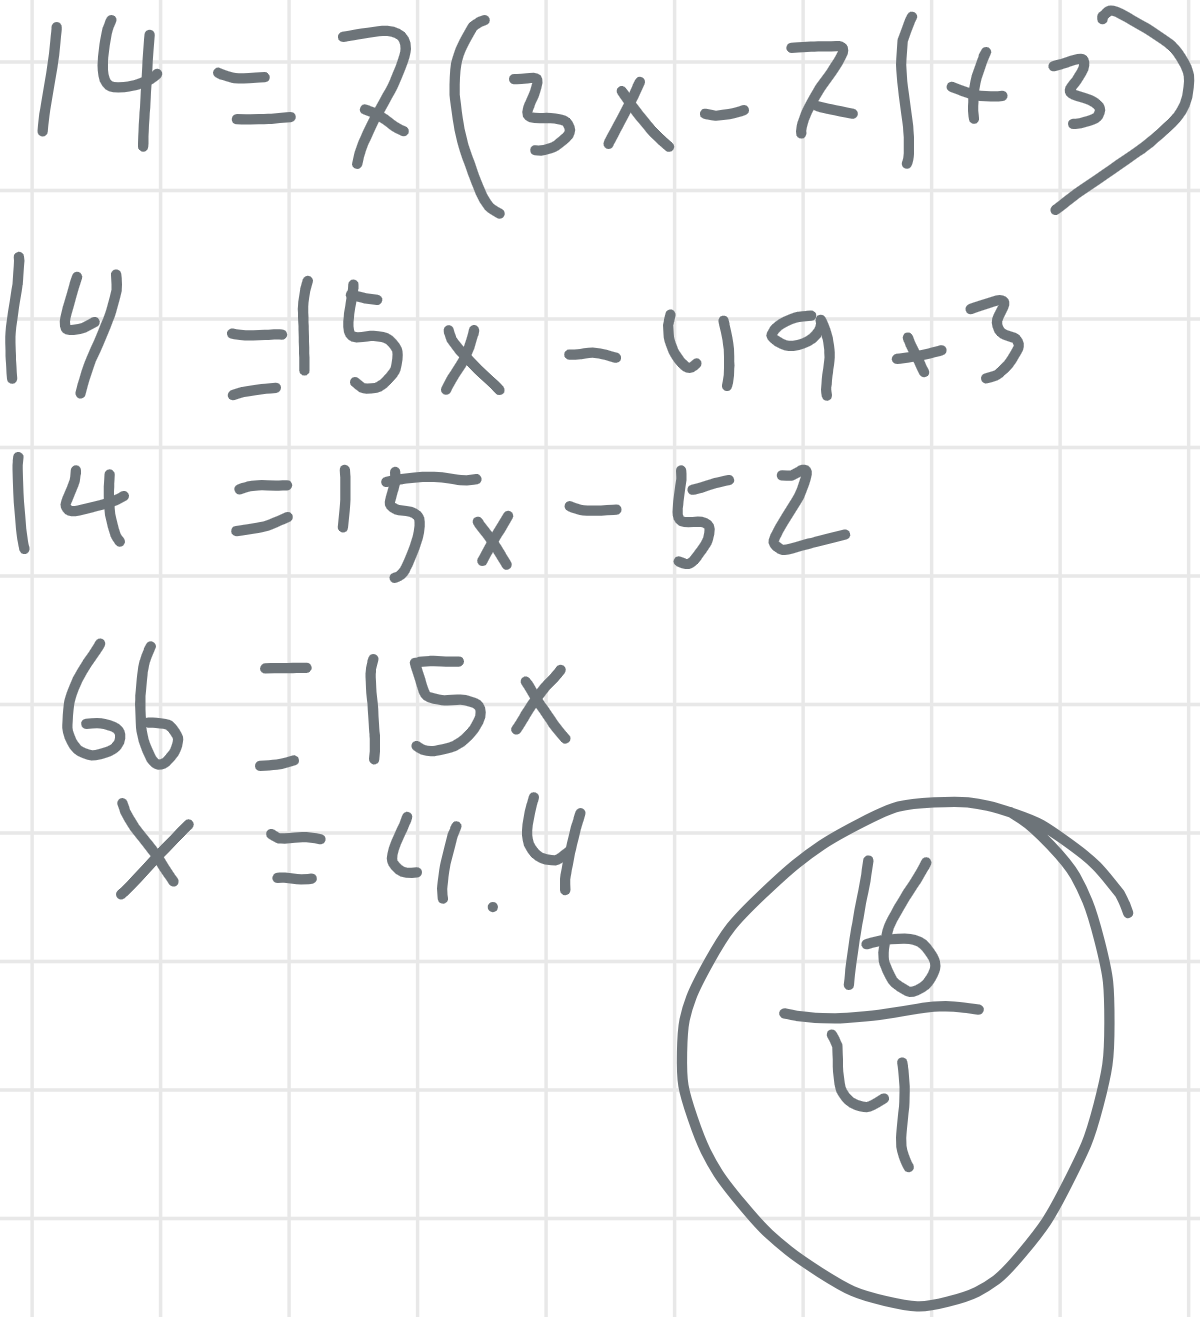 14 = 7(3x - 7| + 3)
14 = 15x - 49 + 3
14 = 15x - 52
66 = 15x
x = 4.4
16
4